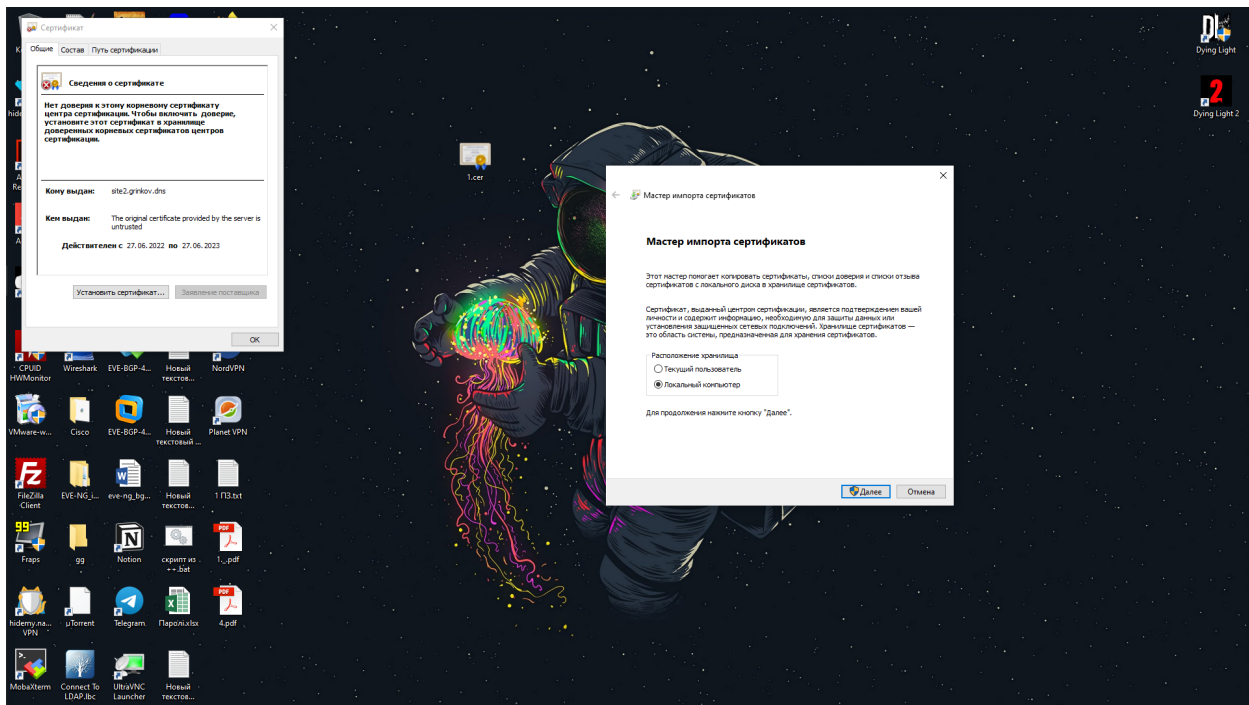 Сертификат
Общие
Состав
Путь сертификации
Сведения о сертификате
Нет доверия к этому корневому сертификату
центра сертификации. Чтобы включить доверие,
установите этот сертификат в хранилище
доверенных корневых сертификатов центров
сертификации.
Кому выдан: site2.grinkov.dns
Кем выдан: The original certificate provided by the server is
untrusted
Действителен с 27.06.2022 по 27.06.2023
Установить сертификат...
Заявление поставщика
ОК
1.cer
Мастер импорта сертификатов
Мастер импорта сертификатов
Этот мастер помогает копировать сертификаты, списки доверия и списки отзыва
сертификатов с локального диска в хранилище сертификатов.
Сертификат, выданный центром сертификации, является подтверждением вашей
личности и содержит информацию, необходимую для защиты данных или
установления защищенных сетевых подключений. Хранилище сертификатов —
это область системы, предназначенная для хранения сертификатов.
Расположение хранилища
Текущий пользователь
Локальный компьютер
Для продолжения нажмите кнопку "Далее".
Далее
Отмена
Dying Light
2
Dying Light 2
CPUID
HWMonitor
Wireshark
EVE-BGP-4...
Новый
текстов...
NordVPN
VMware-w...
Cisco
EVE-BGP-4...
Новый
текстовый ...
Planet VPN
FileZilla
Client
EVE-NG_i...
eve-ng_bg...
Новый
текстов...
1 ПЗ.txt
99
Fraps
gg
Notion
скрипт из
++.bat
PDF
1._.pdf
hidemy.na...
VPN
µTorrent
Telegram
Паролі.xlsx
PDF
4.pdf
MobaXterm
Connect To
LDAP.lbc
UltraVNC
Launcher
Новый
текстов...